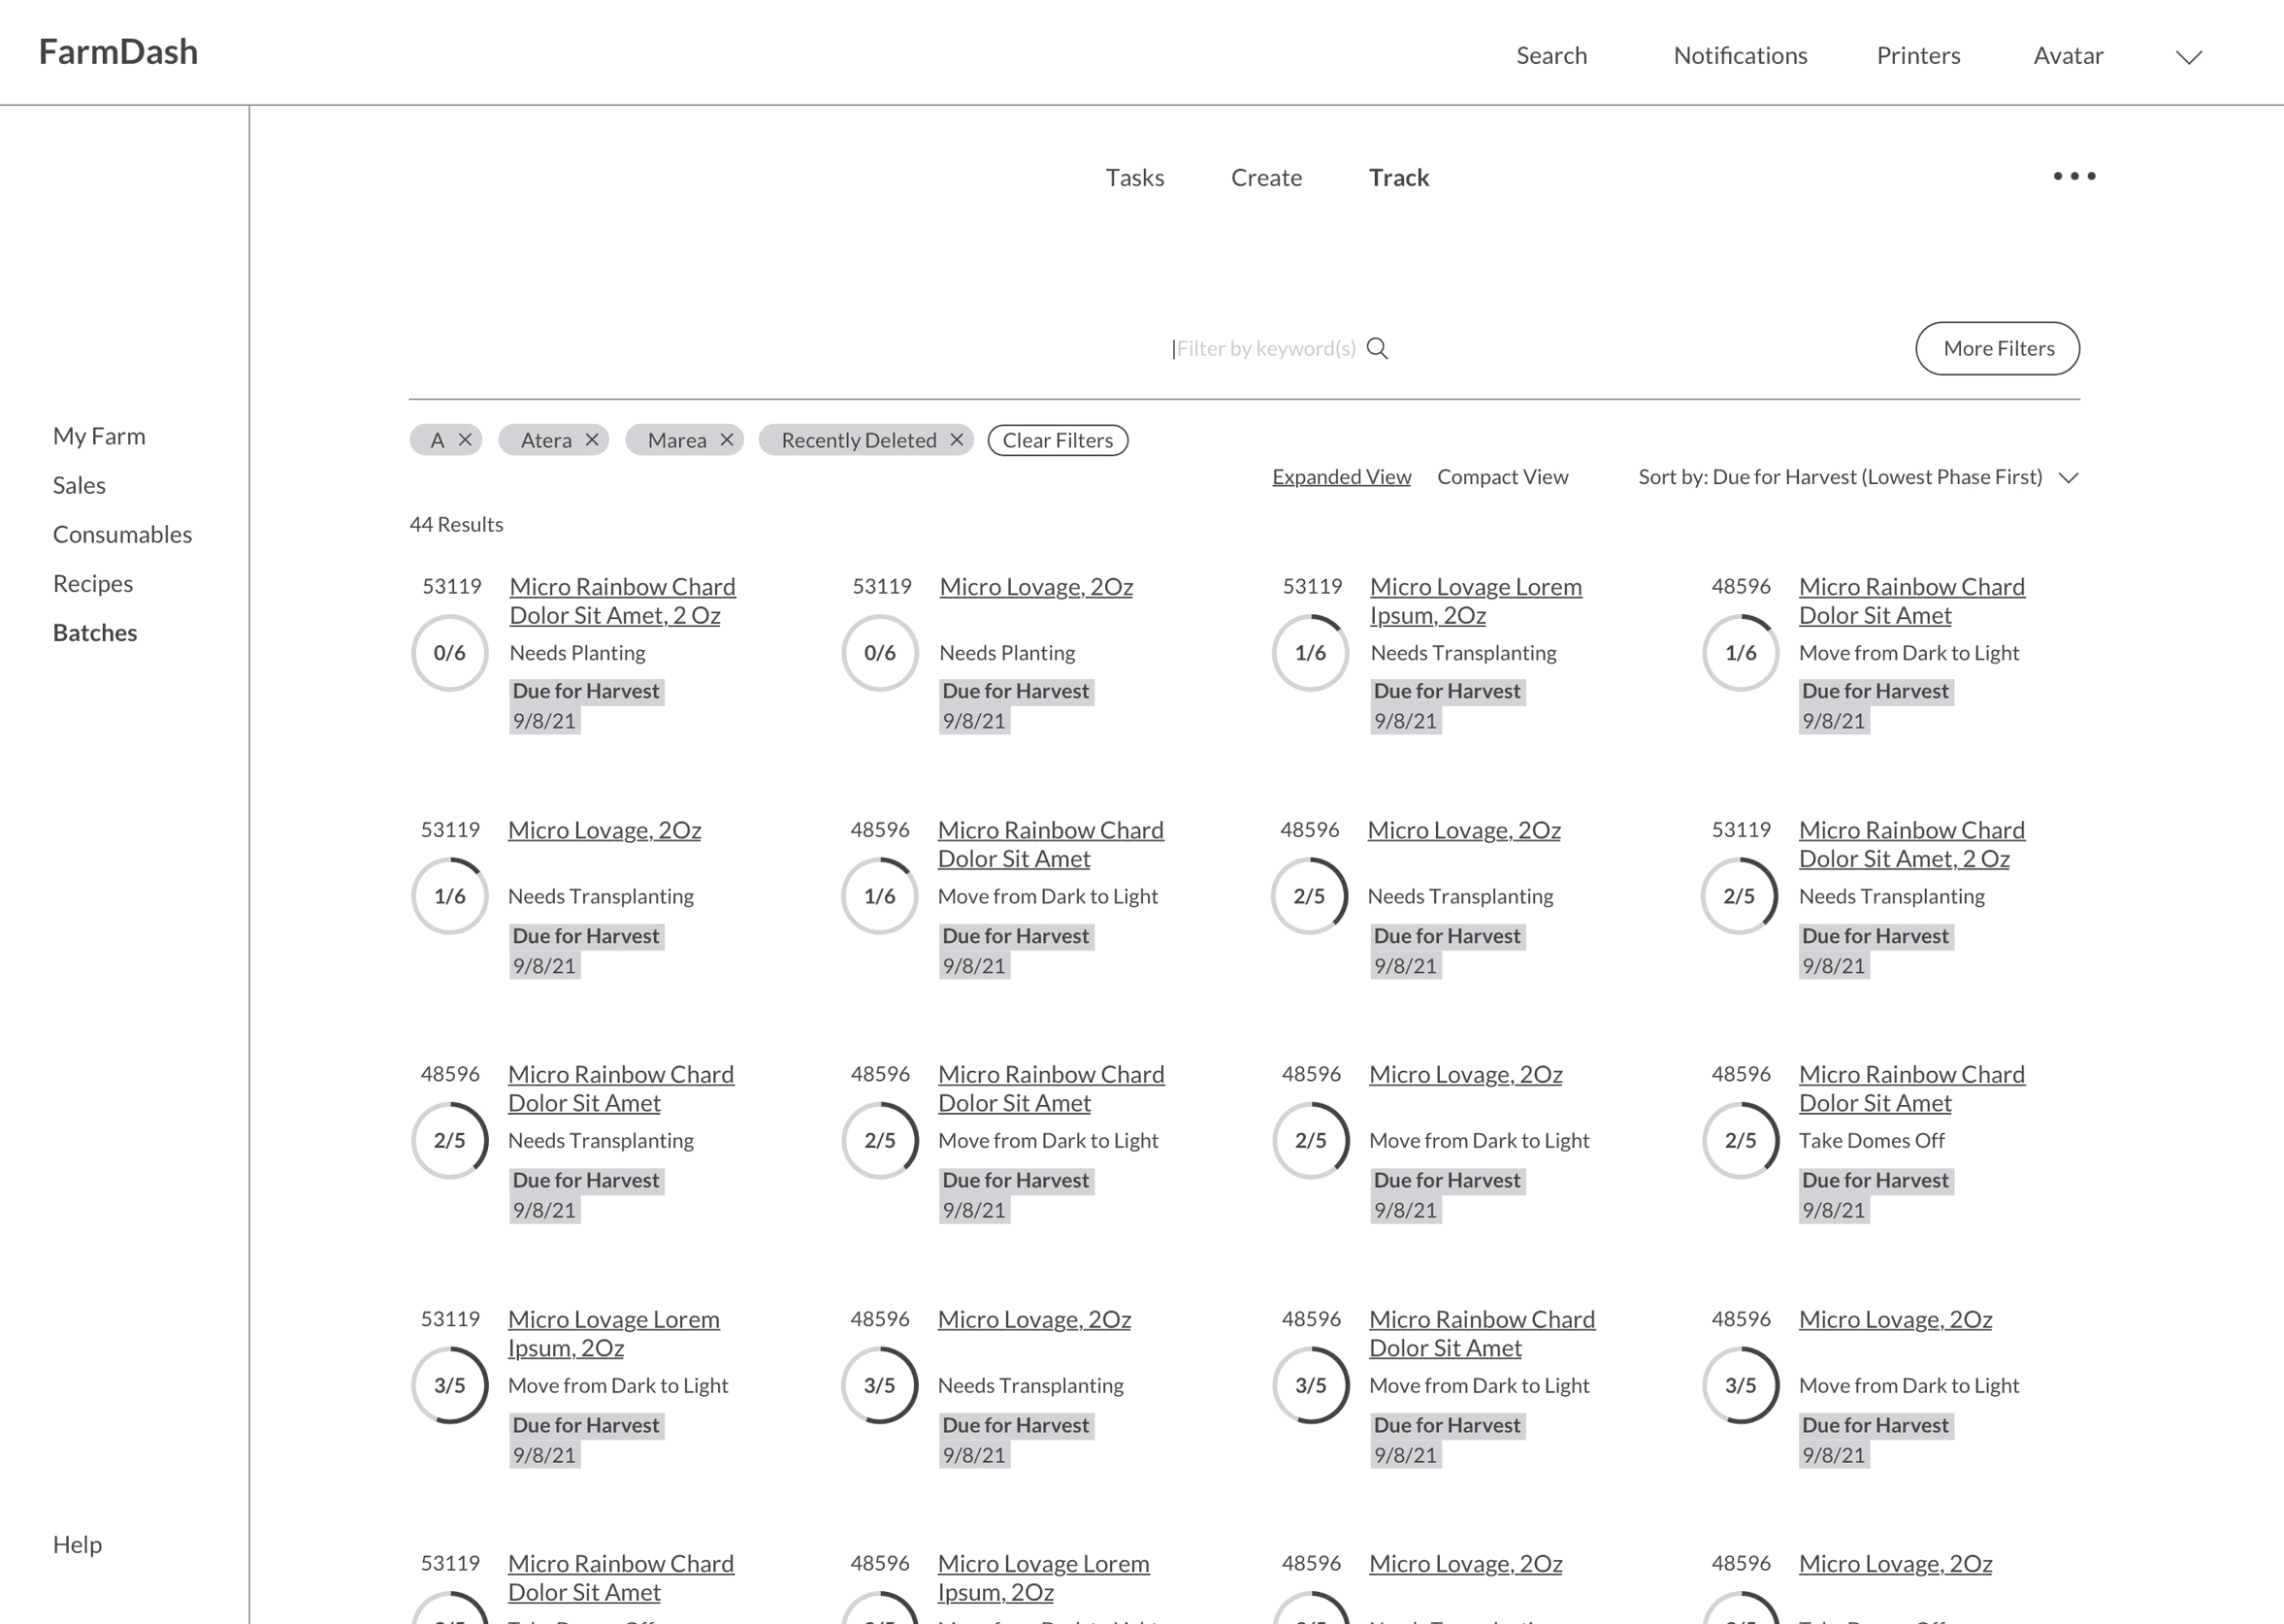 FarmDash
Search
Notifications
Printers
Avatar
Tasks
Create
Track
Filter by keyword(s)
More Filters
A
Atera
Marea
Recently Deleted
Clear Filters
Expanded View
Compact View
Sort by: Due for Harvest (Lowest Phase First)
44 Results
My Farm
Sales
Consumables
Recipes
Batches
Help
53119
Micro Rainbow Chard
Dolor Sit Amet, 2 Oz
0/6
Needs Planting
Due for Harvest
9/8/21
53119
Micro Lovage, 2Oz
0/6
Needs Planting
Due for Harvest
9/8/21
53119
Micro Lovage Lorem
Ipsum, 2Oz
1/6
Needs Transplanting
Due for Harvest
9/8/21
48596
Micro Rainbow Chard
Dolor Sit Amet
1/6
Move from Dark to Light
Due for Harvest
9/8/21
53119
Micro Lovage, 2Oz
1/6
Needs Transplanting
Due for Harvest
9/8/21
48596
Micro Rainbow Chard
Dolor Sit Amet
1/6
Move from Dark to Light
Due for Harvest
9/8/21
48596
Micro Lovage, 2Oz
2/5
Needs Transplanting
Due for Harvest
9/8/21
53119
Micro Rainbow Chard
Dolor Sit Amet, 2 Oz
2/5
Needs Transplanting
Due for Harvest
9/8/21
48596
Micro Rainbow Chard
Dolor Sit Amet
2/5
Needs Transplanting
Due for Harvest
9/8/21
48596
Micro Rainbow Chard
Dolor Sit Amet
2/5
Move from Dark to Light
Due for Harvest
9/8/21
48596
Micro Lovage, 2Oz
2/5
Move from Dark to Light
Due for Harvest
9/8/21
48596
Micro Rainbow Chard
Dolor Sit Amet
2/5
Take Domes Off
Due for Harvest
9/8/21
53119
Micro Lovage Lorem
Ipsum, 2Oz
3/5
Move from Dark to Light
Due for Harvest
9/8/21
48596
Micro Lovage, 2Oz
3/5
Needs Transplanting
Due for Harvest
9/8/21
48596
Micro Rainbow Chard
Dolor Sit Amet
3/5
Move from Dark to Light
Due for Harvest
9/8/21
48596
Micro Lovage, 2Oz
3/5
Move from Dark to Light
Due for Harvest
9/8/21
53119
Micro Rainbow Chard
Dolor Sit Amet
48596
Micro Lovage Lorem
Ipsum, 2Oz
48596
Micro Lovage, 2Oz
48596
Micro Lovage, 2Oz